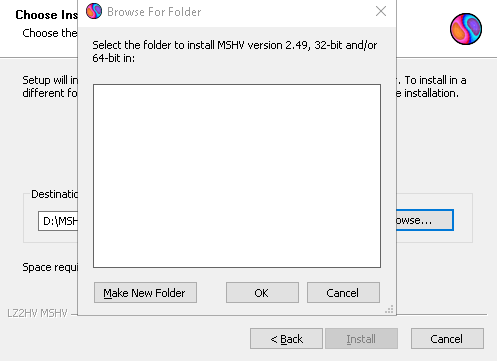 Choose Ins
Choose the
Browse For Folder
Select the folder to install MSHV version 2.49, 32-bit and/or
64-bit in:
Setup will in
. To install in a
different fo
e installation.
Destinatio
D:\MSH
owse...
Space requi
Make New Folder
OK
Cancel
LZ2HV MSHV
< Back
Install
Cancel